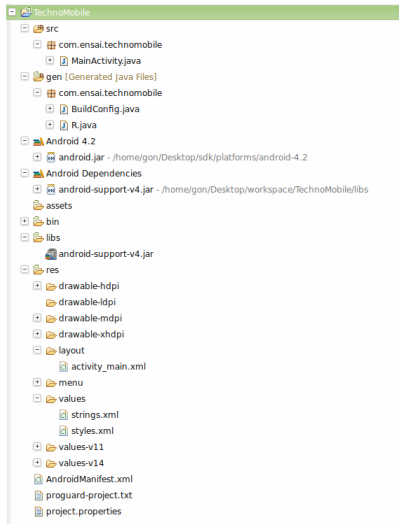 TechnoMobile
src
com.ensai.technomobile
MainActivity.java
gen [Generated Java Files]
com.ensai.technomobile
BuildConfig.java
R.java
Android 4.2
android.jar - /home/gon/Desktop/sdk/platforms/android-4.2
Android Dependencies
android-support-v4.jar - /home/gon/Desktop/workspace/TechnoMobile/libs
assets
bin
libs
android-support-v4.jar
res
drawable-hdpi
drawable-ldpi
drawable-mdpi
drawable-xhdpi
layout
activity_main.xml
menu
values
strings.xml
styles.xml
values-v11
values-v14
AndroidManifest.xml
proguard-project.txt
project.properties